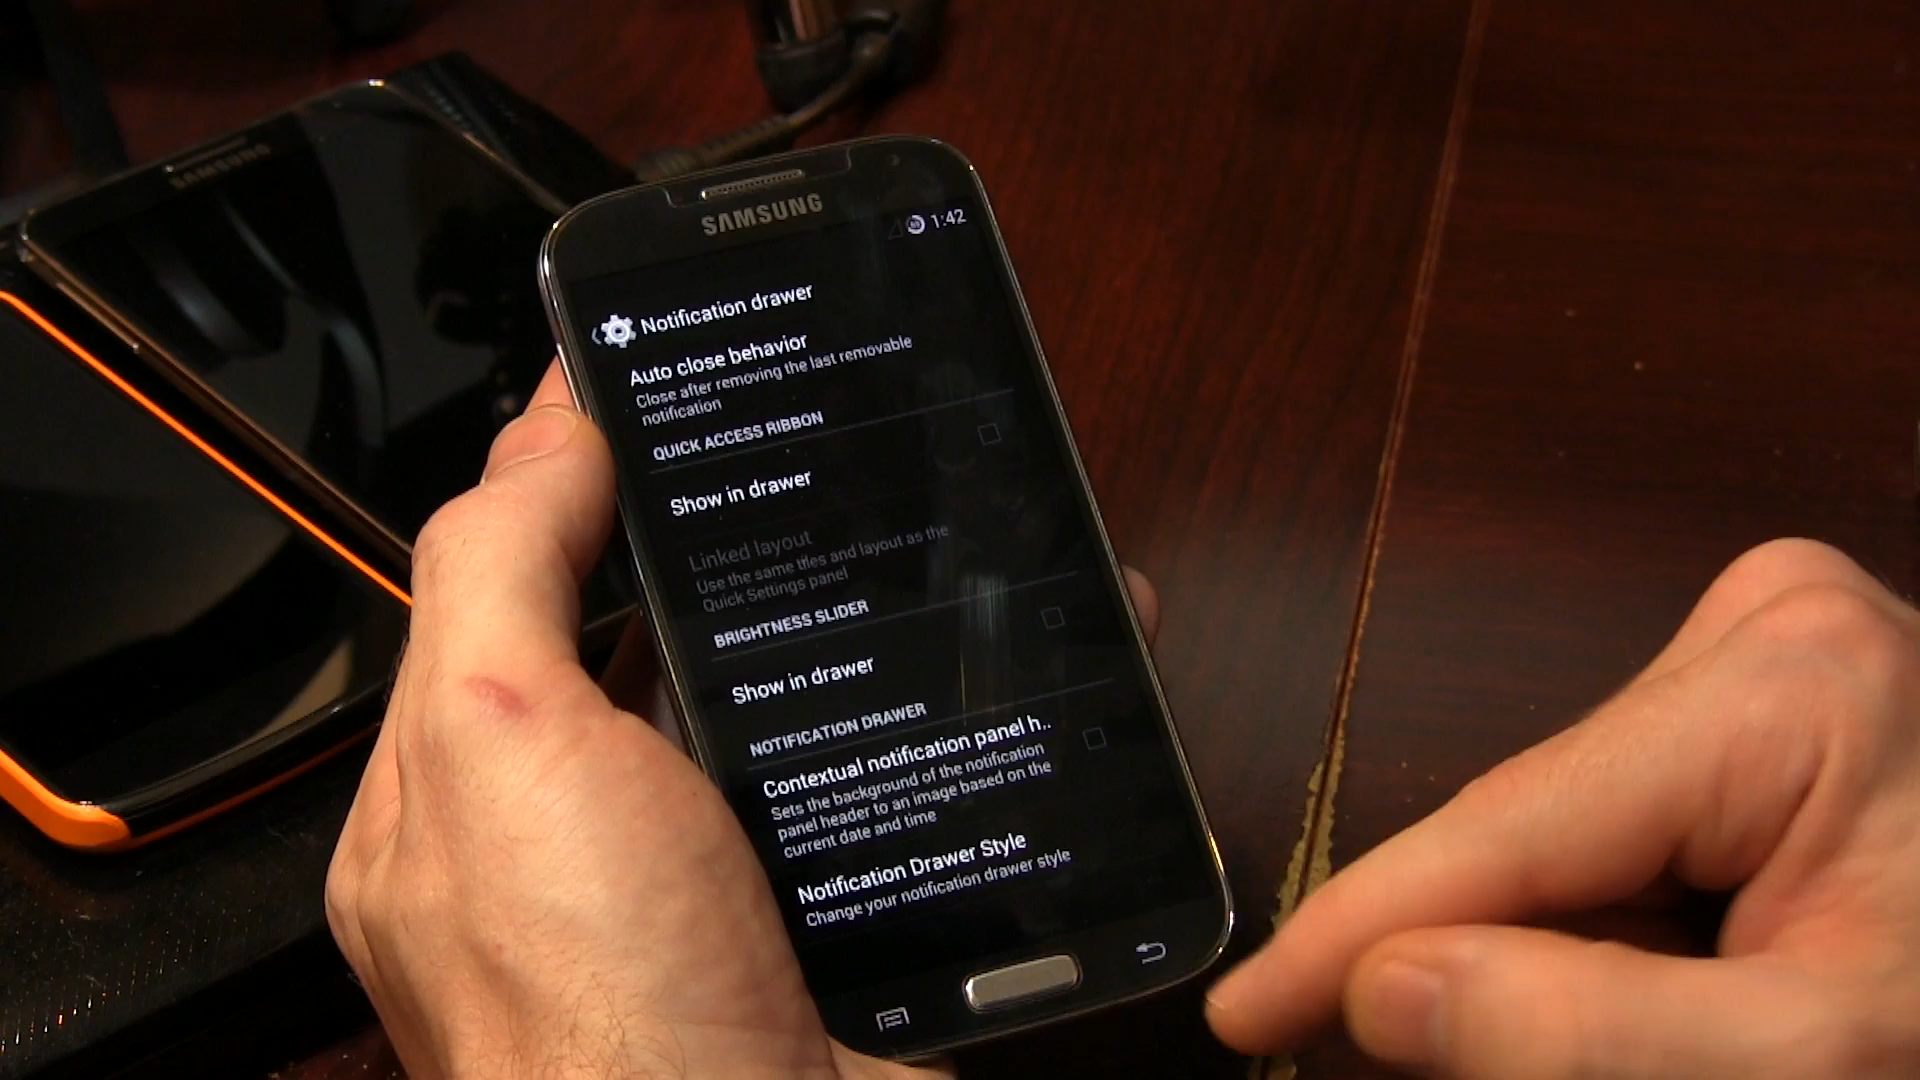 SAMSUNG
SAMSUNG
1:42
Notification drawer
Auto close behavior
Close after removing the last removable
notification
QUICK ACCESS RIBBON
Show in drawer
Linked layout
Use the same tiles and layout as the
Quick Settings panel
BRIGHTNESS SLIDER
Show in drawer
NOTIFICATION DRAWER
Contextual notification panel h..
Sets the background of the notification
panel header to an image based on the
current date and time
Notification Drawer Style
Change your notification drawer style